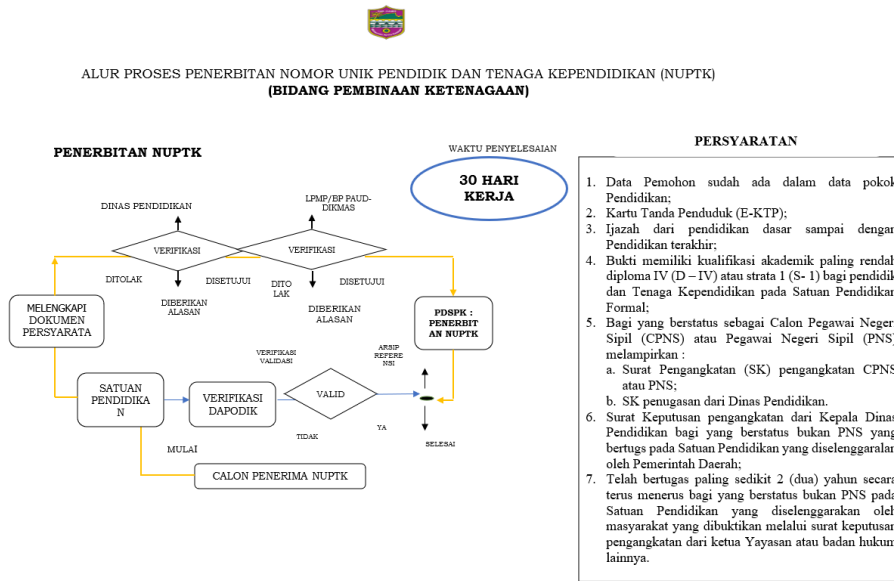 ALUR PROSES PENERBITAN NOMOR UNIK PENDIDIK DAN TENAGA KEPENDIDIKAN (NUPTK)
(BIDANG PEMBINAAN KETENAGAAN)
PENERBITAN NUPTK
WAKTU PENYELESAIAN
30 HARI
KERJA
DINAS PENDIDIKAN
LPMP/BP PAUD-
DIKMAS
VERIFIKASI
VERIFIKASI
DITOLAK
DISETUJUI
DITO
LAK
DISETUJUI
DIBERIKAN
ALASAN
DIBERIKAN
ALASAN
MELENGKAPI
DOKUMEN
PERSYARATA
PDSPK :
PENERBIT
AN NUPTK
VERIFIKASI
VALIDASI
ARSIP
REFERE
NSI
SATUAN
PENDIDIKA
N
VERIFIKASI
DAPODIK
VALID
TIDAK
YA
SELESAI
MULAI
CALON PENERIMA NUPTK
PERSYARATAN
1. Data Pemohon sudah ada dalam data pokok
Pendidikan;
2. Kartu Tanda Penduduk (E-KTP);
3. Ijazah dari pendidikan dasar sampai dengan
Pendidikan terakhir;
4. Bukti memiliki kualifikasi akademik paling rendah
diploma IV (D – IV) atau strata 1 (S- 1) bagi pendidik
dan Tenaga Kependidikan pada Satuan Pendidikan
Formal;
5. Bagi yang berstatus sebagai Calon Pegawai Negeri
Sipil (CPNS) atau Pegawai Negeri Sipil (PNS)
melampirkan :
a. Surat Pengangkatan (SK) pengangkatan CPNS
atau PNS;
b. SK penugasan dari Dinas Pendidikan.
6. Surat Keputusan pengangkatan dari Kepala Dinas
Pendidikan bagi yang berstatus bukan PNS yang
bertugs pada Satuan Pendidikan yang diselenggaralan
oleh Pemerintah Daerah;
7. Telah bertugas paling sedikit 2 (dua) yahun secara
terus menerus bagi yang berstatus bukan PNS pada
Satuan Pendidikan yang diselenggarakan oleh
masyarakat yang dibuktikan melalui surat keputusan
pengangkatan dari ketua Yayasan atau badan hukum
lainnya.